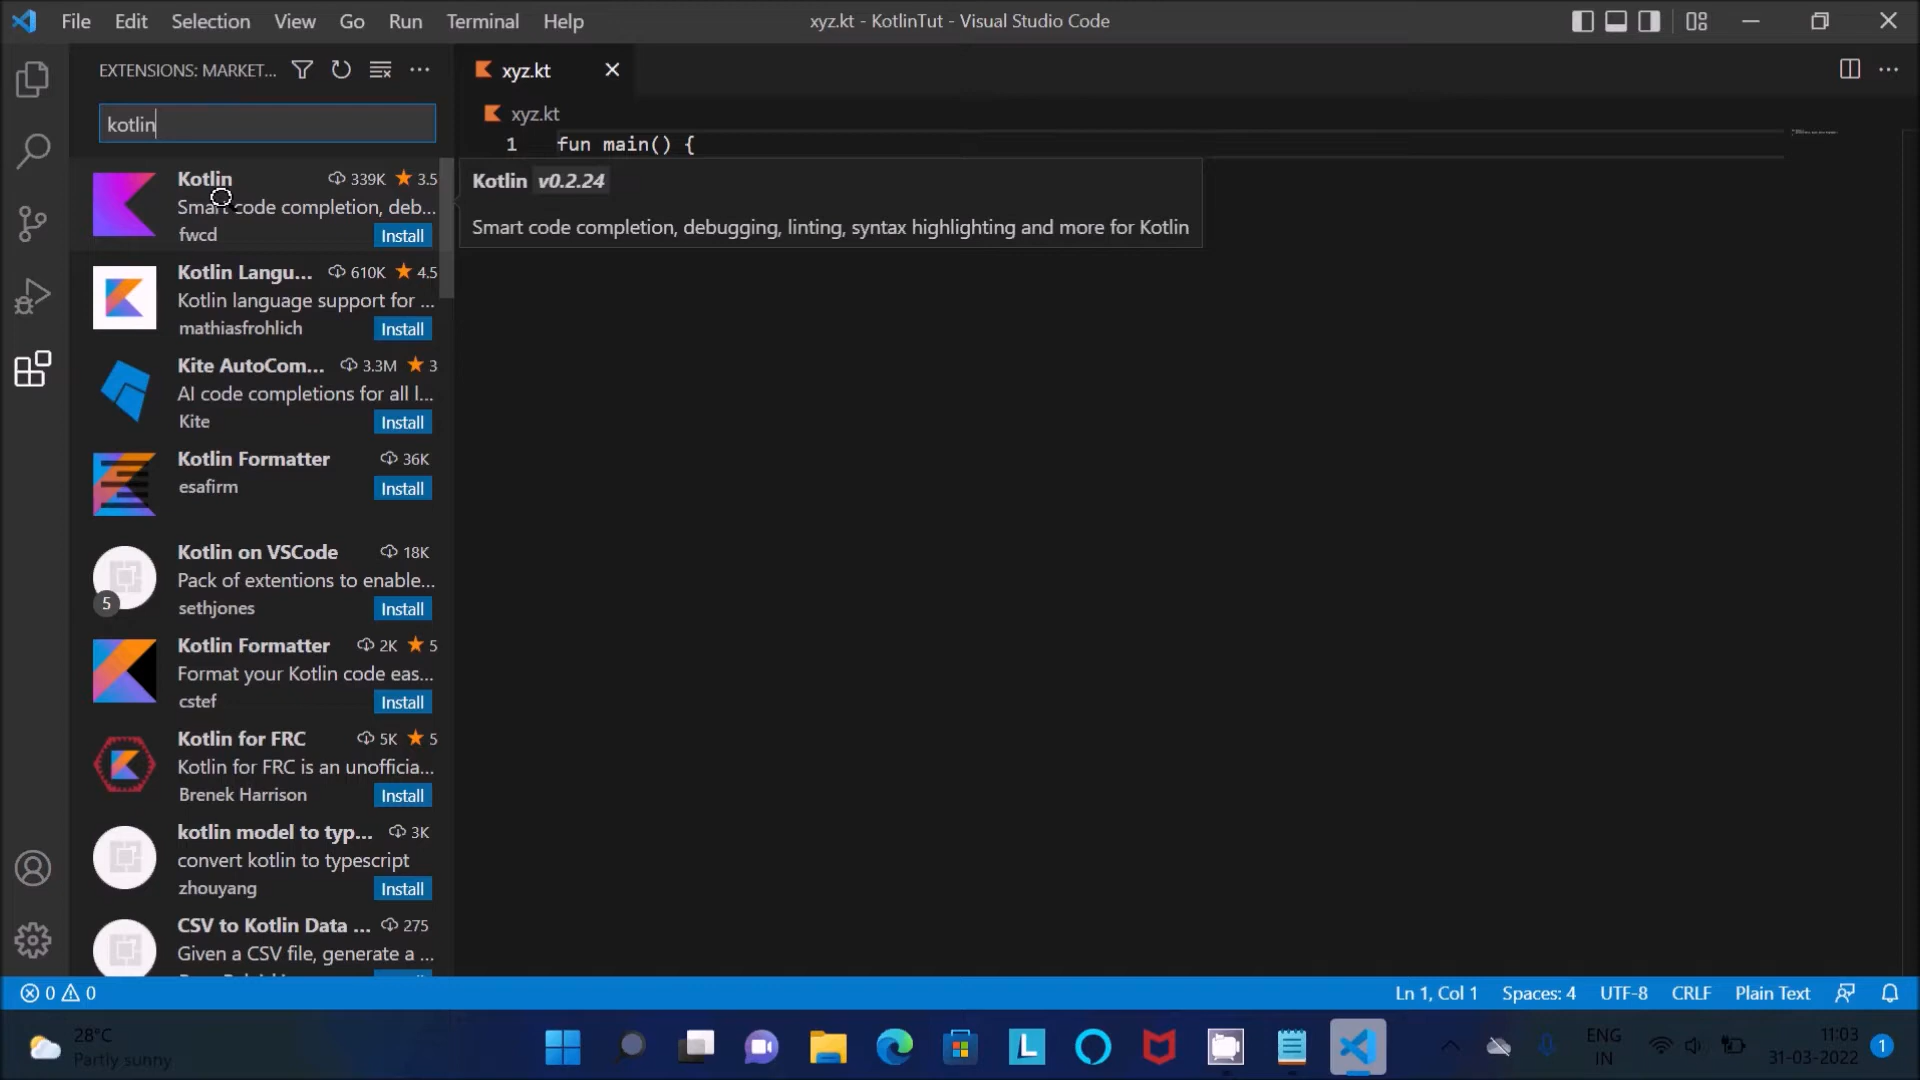 File Edit Selection View Go Run Terminal Help
xyz.kt - KotlinTut - Visual Studio Code
EXTENSIONS: MARKET...
kotlin
Kotlin 339K 3.5
Smart code completion, deb...
fwcd Install
Kotlin Langu... 610K 4.5
Kotlin language support for ...
mathiasfrohlich Install
Kite AutoCom... 3.3M 3
AI code completions for all l...
Kite Install
Kotlin Formatter 36K
esafirm Install
Kotlin on VSCode 18K
Pack of extentions to enable...
5
sethjones Install
Kotlin Formatter 2K 5
Format your Kotlin code eas...
cstef Install
Kotlin for FRC 5K 5
Kotlin for FRC is an unofficia...
Brenek Harrison Install
kotlin model to typ... 3K
convert kotlin to typescript
zhouyang Install
CSV to Kotlin Data ... 275
Given a CSV file, generate a ...
xyz.kt
xyz.kt
1 fun main() {
Kotlin v0.2.24
Smart code completion, debugging, linting, syntax highlighting and more for Kotlin
0 0
Ln 1, Col 1 Spaces: 4 UTF-8 CRLF Plain Text
28°C
Partly sunny
L
ENG
IN
11:03
31-03-2022
1